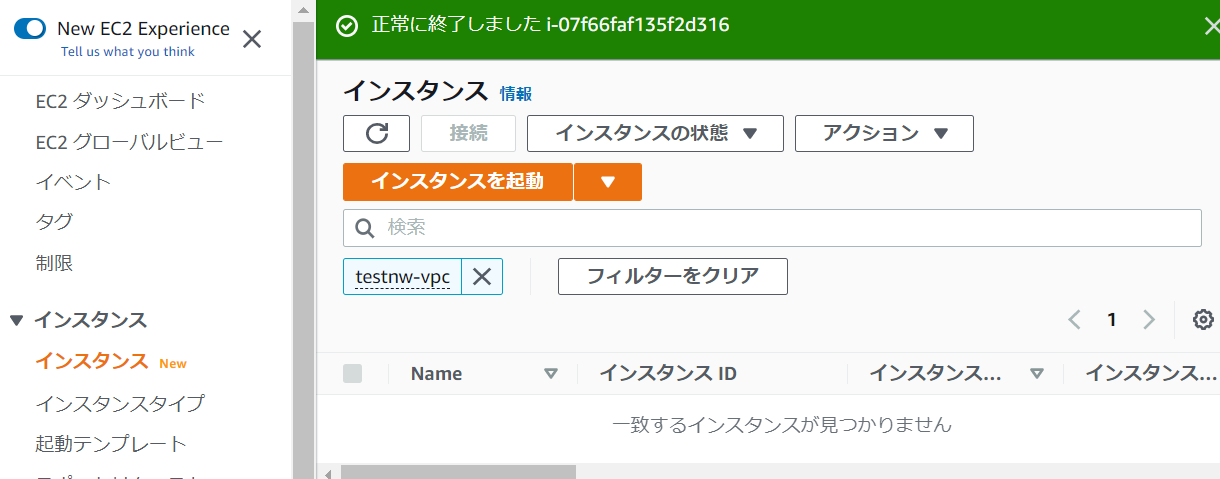 New EC2 Experience
Tell us what you think
EC2 ダッシュボード
EC2 グローバルビュー
イベント
タグ
制限
インスタンス
インスタンス New
インスタンスタイプ
起動テンプレート
正常に終了しました i-07f66faf135f2d316
インスタンス 情報
接続 インスタンスの状態 アクション
インスタンスを起動
検索
testnw-vpc フィルターをクリア
1
Name インスタンス ID インスタンス... インスタンス...
一致するインスタンスが見つかりません